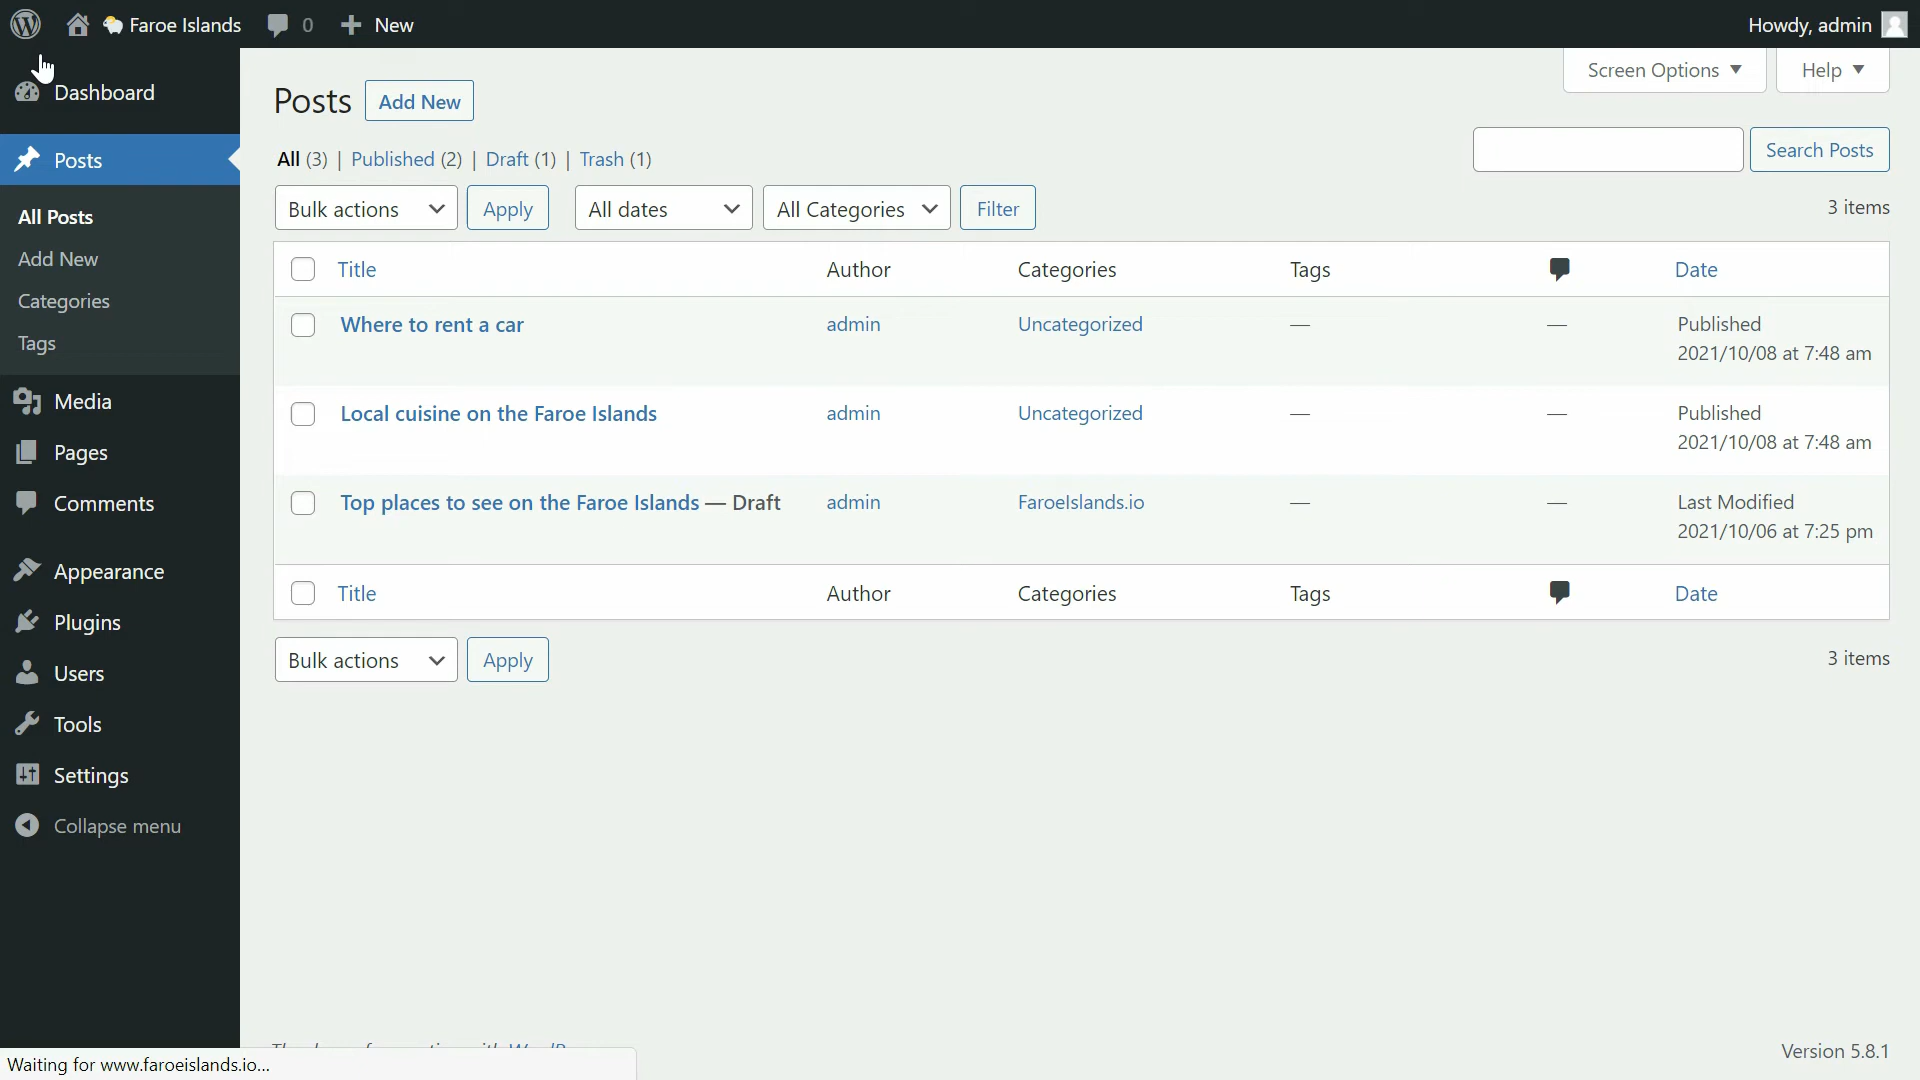 Faroe Islands 0 New Howdy, admin
Screen Options Help
Dashboard
Posts
All Posts
Add New
Categories
Tags
Media
Pages
Comments
Appearance
Plugins
Users
Tools
Settings
Collapse menu
Posts Add New
All (3) | Published (2) | Draft (1) | Trash (1)
Search Posts
Bulk actions Apply All dates All Categories Filter 3 items
Title Author Categories Tags Date
Where to rent a car admin Uncategorized — — Published
2021/10/08 at 7:48 am
Local cuisine on the Faroe Islands admin Uncategorized — — Published
2021/10/08 at 7:48 am
Top places to see on the Faroe Islands — Draft admin FaroeIslands.io — — Last Modified
2021/10/06 at 7:25 pm
Title Author Categories Tags Date
Bulk actions Apply 3 items
Version 5.8.1
Waiting for www.faroeislands.io...